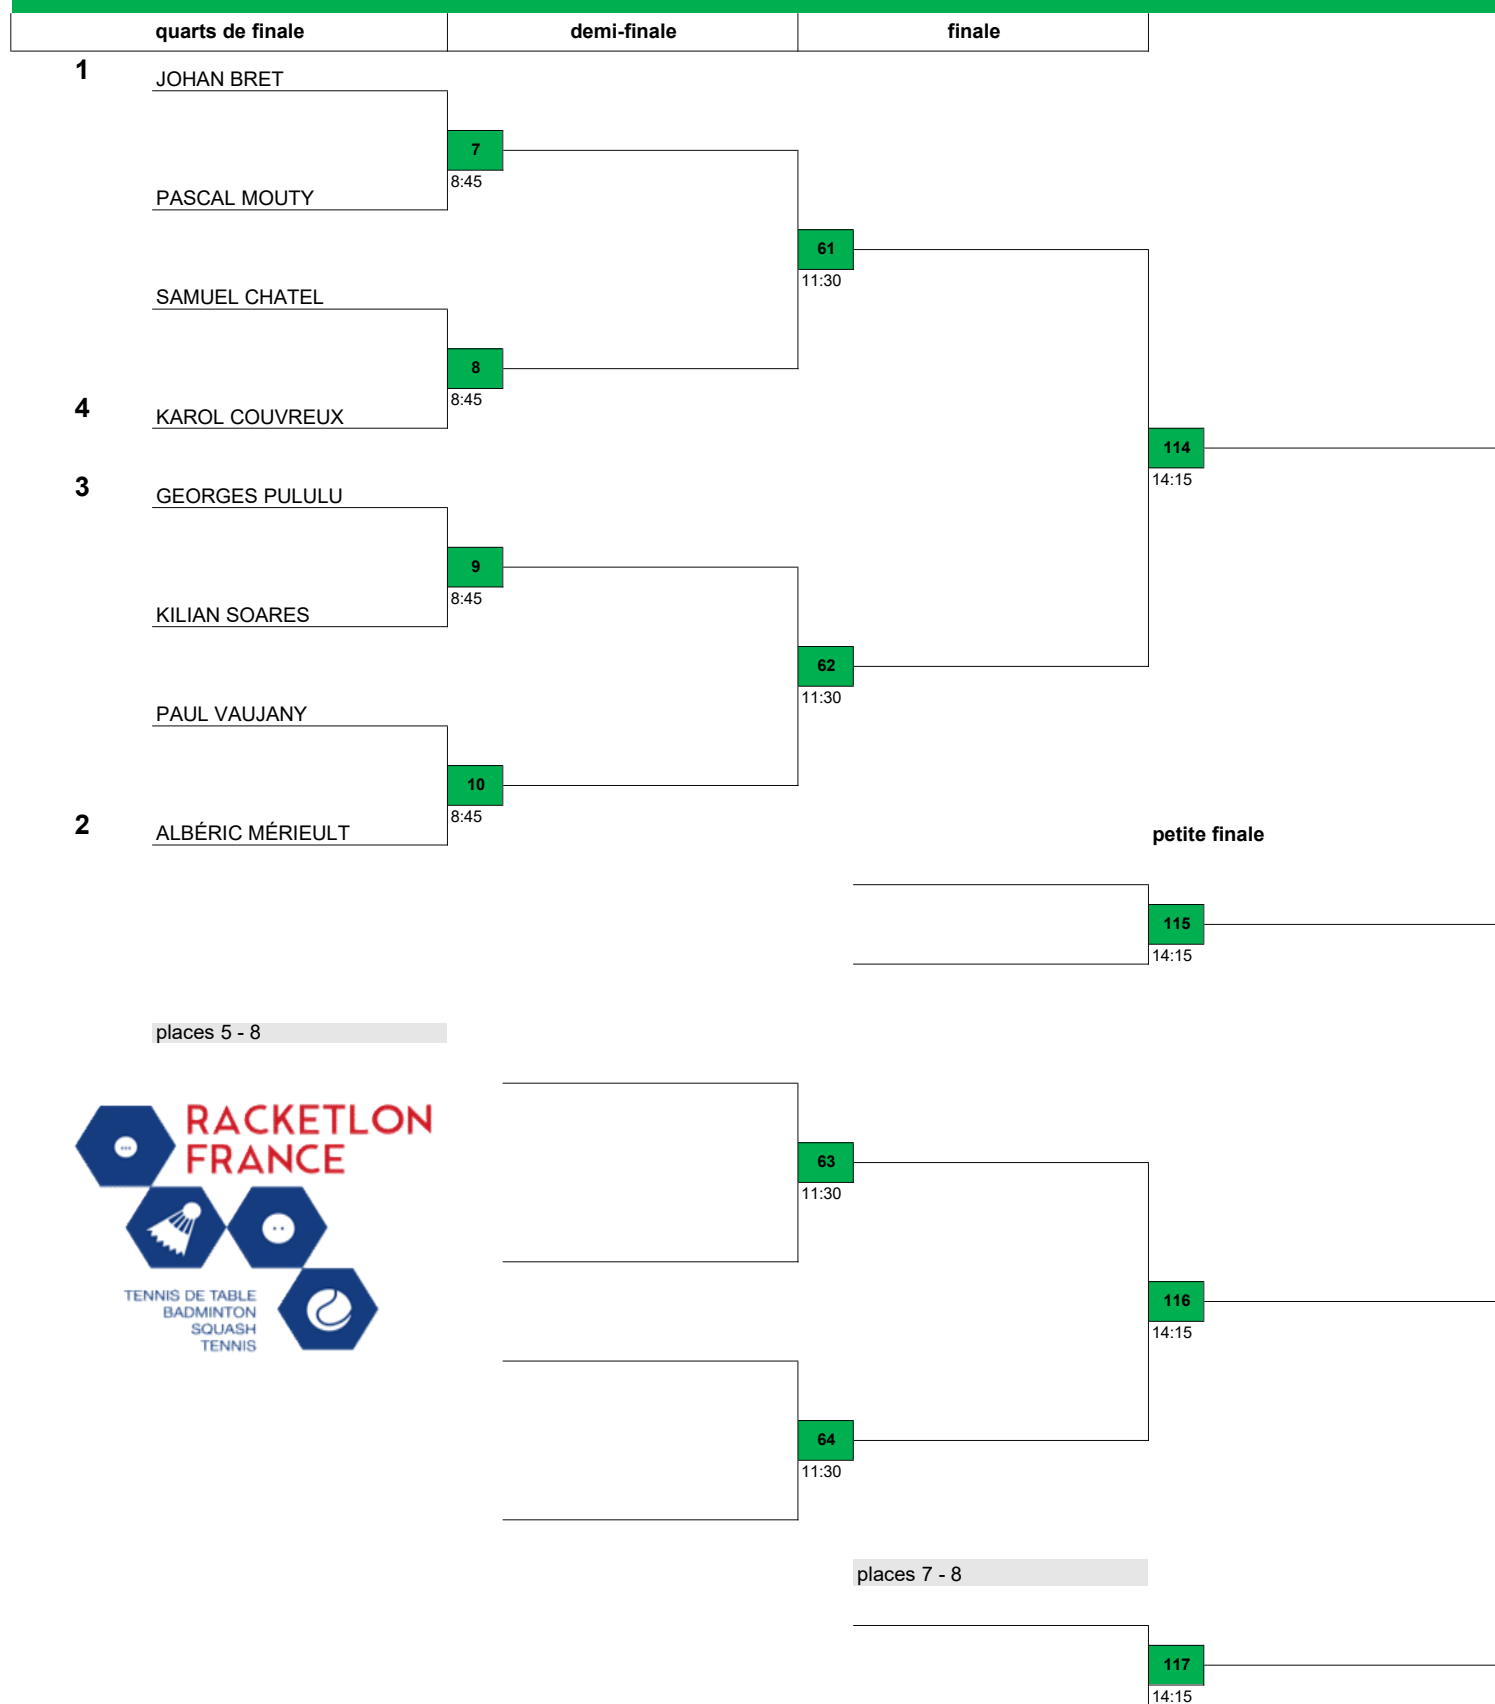 quarts de finale demi-finale finale
1 JOHAN BRET
7
8:45
PASCAL MOUTY
61
11:30
SAMUEL CHATEL
8
8:45
4 KAROL COUVREUX
114
14:15
3 GEORGES PULULU
9
8:45
KILIAN SOARES
62
11:30
PAUL VAUJANY
10
8:45
2 ALBÉRIC MÉRIEULT
petite finale
115
14:15
places 5 - 8
RACKETLON
FRANCE
TENNIS DE TABLE
BADMINTON
SQUASH
TENNIS
63
11:30
116
14:15
64
11:30
places 7 - 8
117
14:15